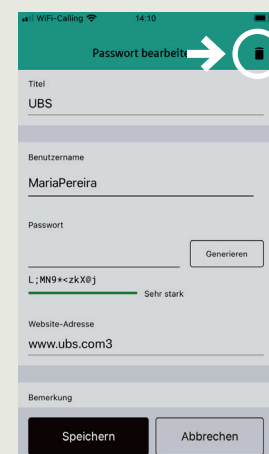 WiFi-Calling 14:10
Passwort bearbeite
Titel
UBS
Benutzername
MariaPereira
Passwort
Generieren
L;MN9*<zkX@j
Sehr stark
Website-Adresse
www.ubs.com3
Bemerkung
Speichern Abbrechen